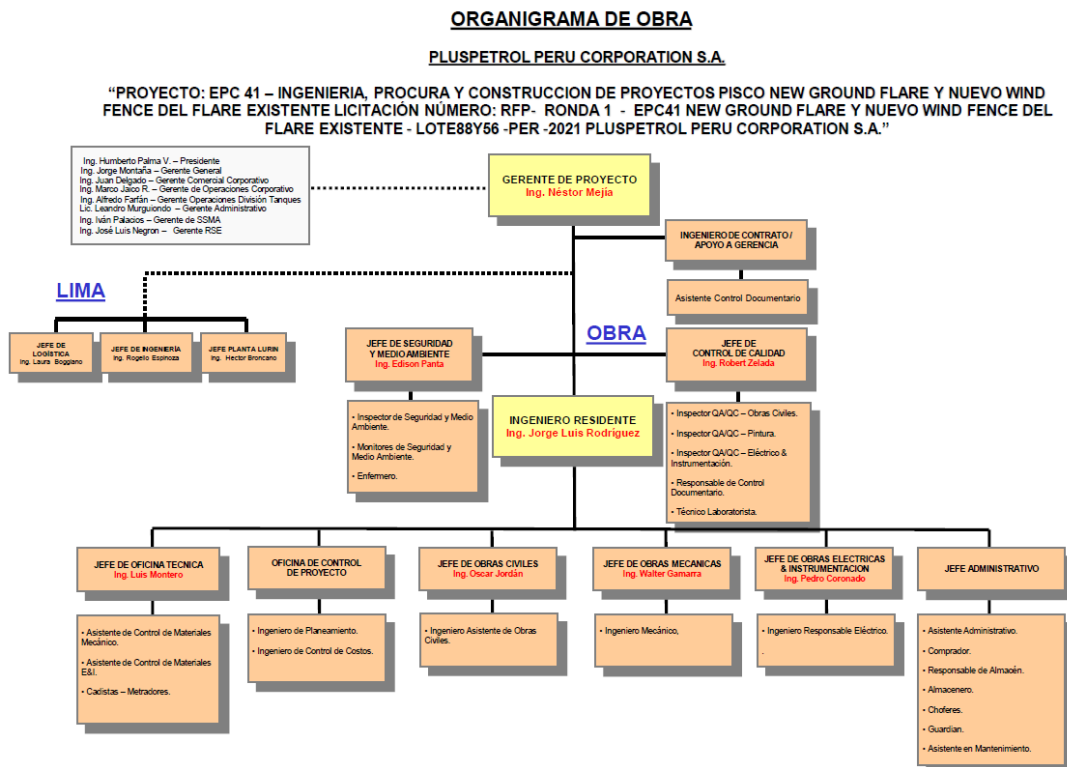 ORGANIGRAMA DE OBRA
PLUSPETROL PERU CORPORATION S.A.
“PROYECTO: EPC 41 – INGENIERIA, PROCURA Y CONSTRUCCION DE PROYECTOS PISCO NEW GROUND FLARE Y NUEVO WIND
FENCE DEL FLARE EXISTENTE LICITACIÓN NÚMERO: RFP- RONDA 1 - EPC41 NEW GROUND FLARE Y NUEVO WIND FENCE DEL
FLARE EXISTENTE - LOTE88Y56 -PER -2021 PLUSPETROL PERU CORPORATION S.A.”
Ing. Humberto Palma V. – Presidente
Ing. Jorge Montaña – Gerente General
Ing. Juan Delgado – Gerente Comercial Corporativo
Ing. Marco Jaico R. – Gerente de Operaciones Corporativo
Ing. Alfredo Farfán – Gerente Operaciones División Tanques
Lic. Leandro Murguiondo – Gerente Administrativo
Ing. Iván Palacios – Gerente de SSMA
Ing. José Luis Negron – Gerente RSE
GERENTE DE PROYECTO
Ing. Néstor Mejía
INGENIERO DE CONTRATO /
APOYO A GERENCIA
Asistente Control Documentario
LIMA
JEFE DE
LOGÍSTICA
Ing. Laura Boggiano
JEFE DE INGENIERÍA
Ing. Rogelio Espinoza
JEFE PLANTA LURIN
Ing. Hector Broncano
OBRA
JEFE DE SEGURIDAD
Y MEDIO AMBIENTE
Ing. Edison Panta
JEFE DE
CONTROL DE CALIDAD
Ing. Robert Zelada
• Inspector de Seguridad y Medio
Ambiente.
• Monitores de Seguridad y
Medio Ambiente.
• Enfermero.
INGENIERO RESIDENTE
Ing. Jorge Luis Rodríguez
• Inspector QA/QC – Obras Civiles.
• Inspector QA/QC – Pintura.
• Inspector QA/QC – Eléctrico &
Instrumentación.
• Responsable de Control
Documentario.
• Técnico Laboratorista.
JEFE DE OFICINA TECNICA
Ing. Luis Montero
OFICINA DE CONTROL
DE PROYECTO
JEFE DE OBRAS CIVILES
Ing. Oscar Jordán
JEFE DE OBRAS MECANICAS
Ing. Walter Gamarra
JEFE DE OBRAS ELECTRICAS
& INSTRUMENTACION
Ing. Pedro Coronado
JEFE ADMINISTRATIVO
• Asistente de Control de Materiales
Mecánico.
• Asistente de Control de Materiales
E&I.
• Cadistas – Metradores.
• Ingeniero de Planeamiento.
• Ingeniero de Control de Costos.
• Ingeniero Asistente de Obras
Civiles.
• Ingeniero Mecánico,
• Ingeniero Responsable Eléctrico.
.
• Asistente Administrativo.
• Comprador.
• Responsable de Almacén.
• Almacenero.
• Choferes.
• Guardian.
• Asistente en Mantenimiento.